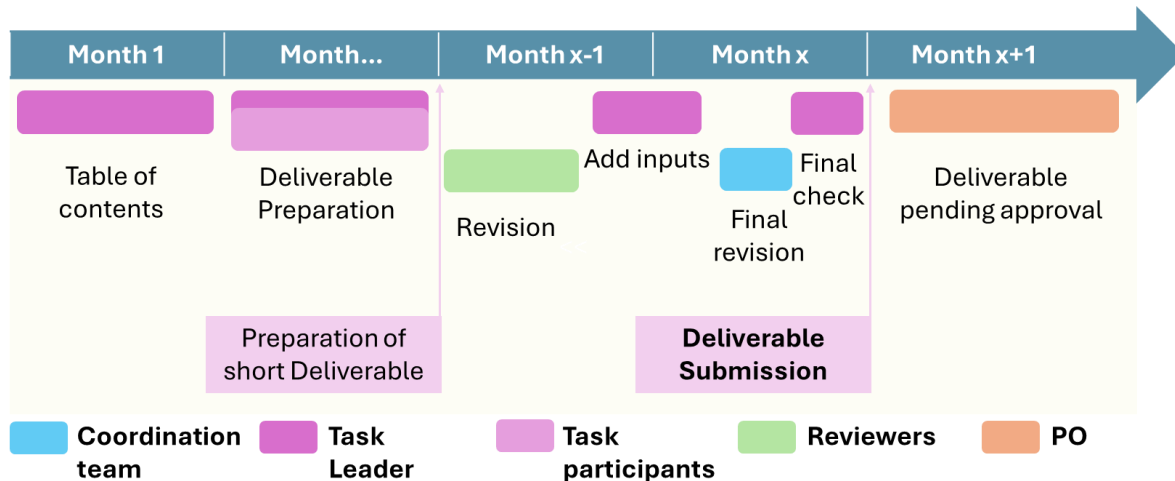 Month 1
Month...
Month x-1
Month x
Month x+1
Table of
contents
Deliverable
Preparation
Revision
Add inputs
Final
revision
Final
check
Deliverable
pending approval
Preparation of
short Deliverable
Deliverable
Submission
Coordination
team
Task
Leader
Task
participants
Reviewers
PO